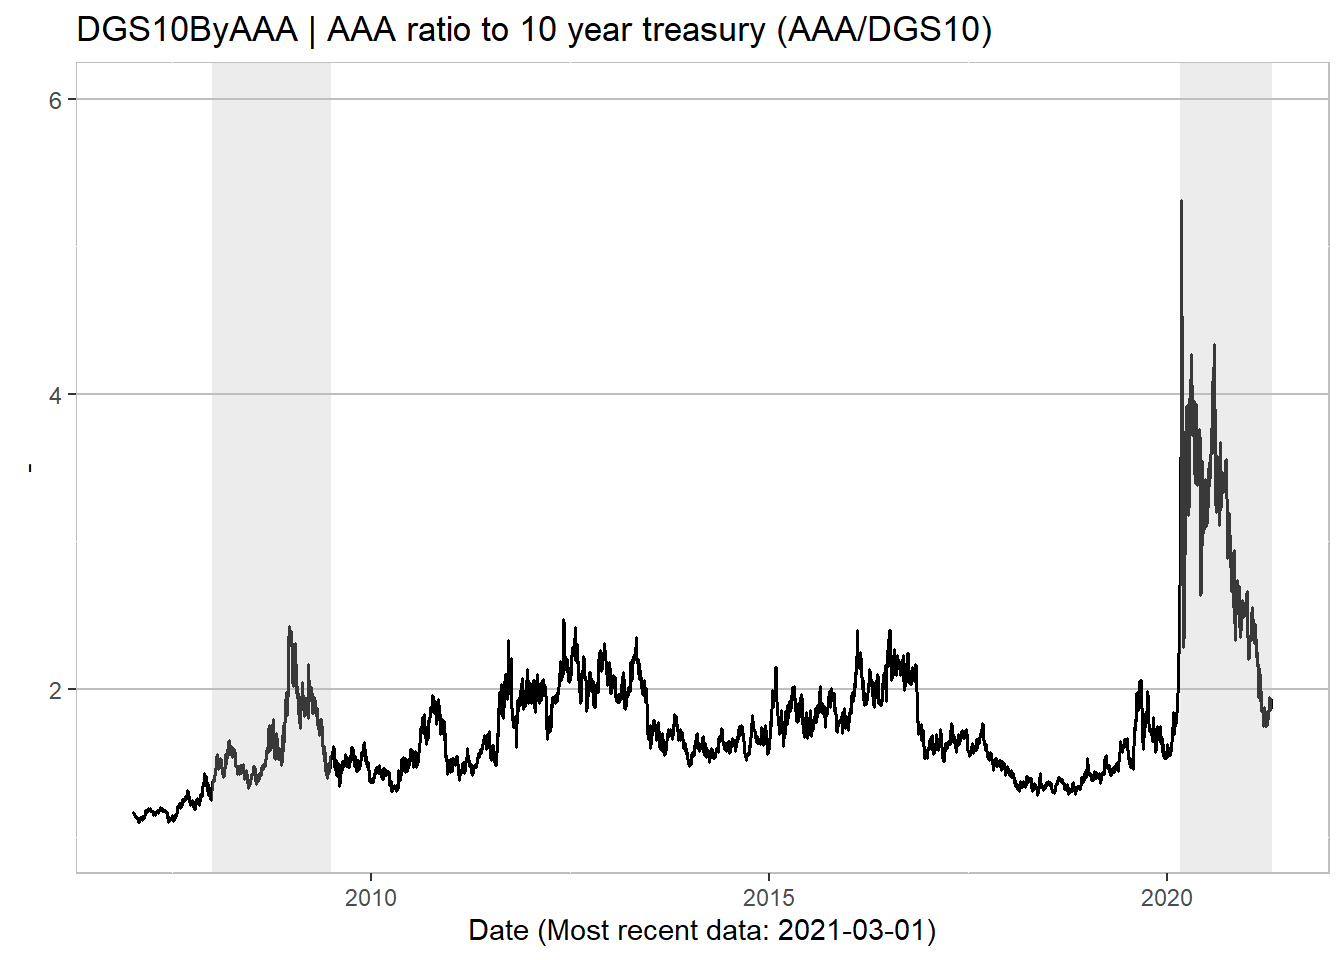 DGS10ByAAA | AAA ratio to 10 year treasury (AAA/DGS10)
6
4
-
2
2010 2015 2020
Date (Most recent data: 2021-03-01)